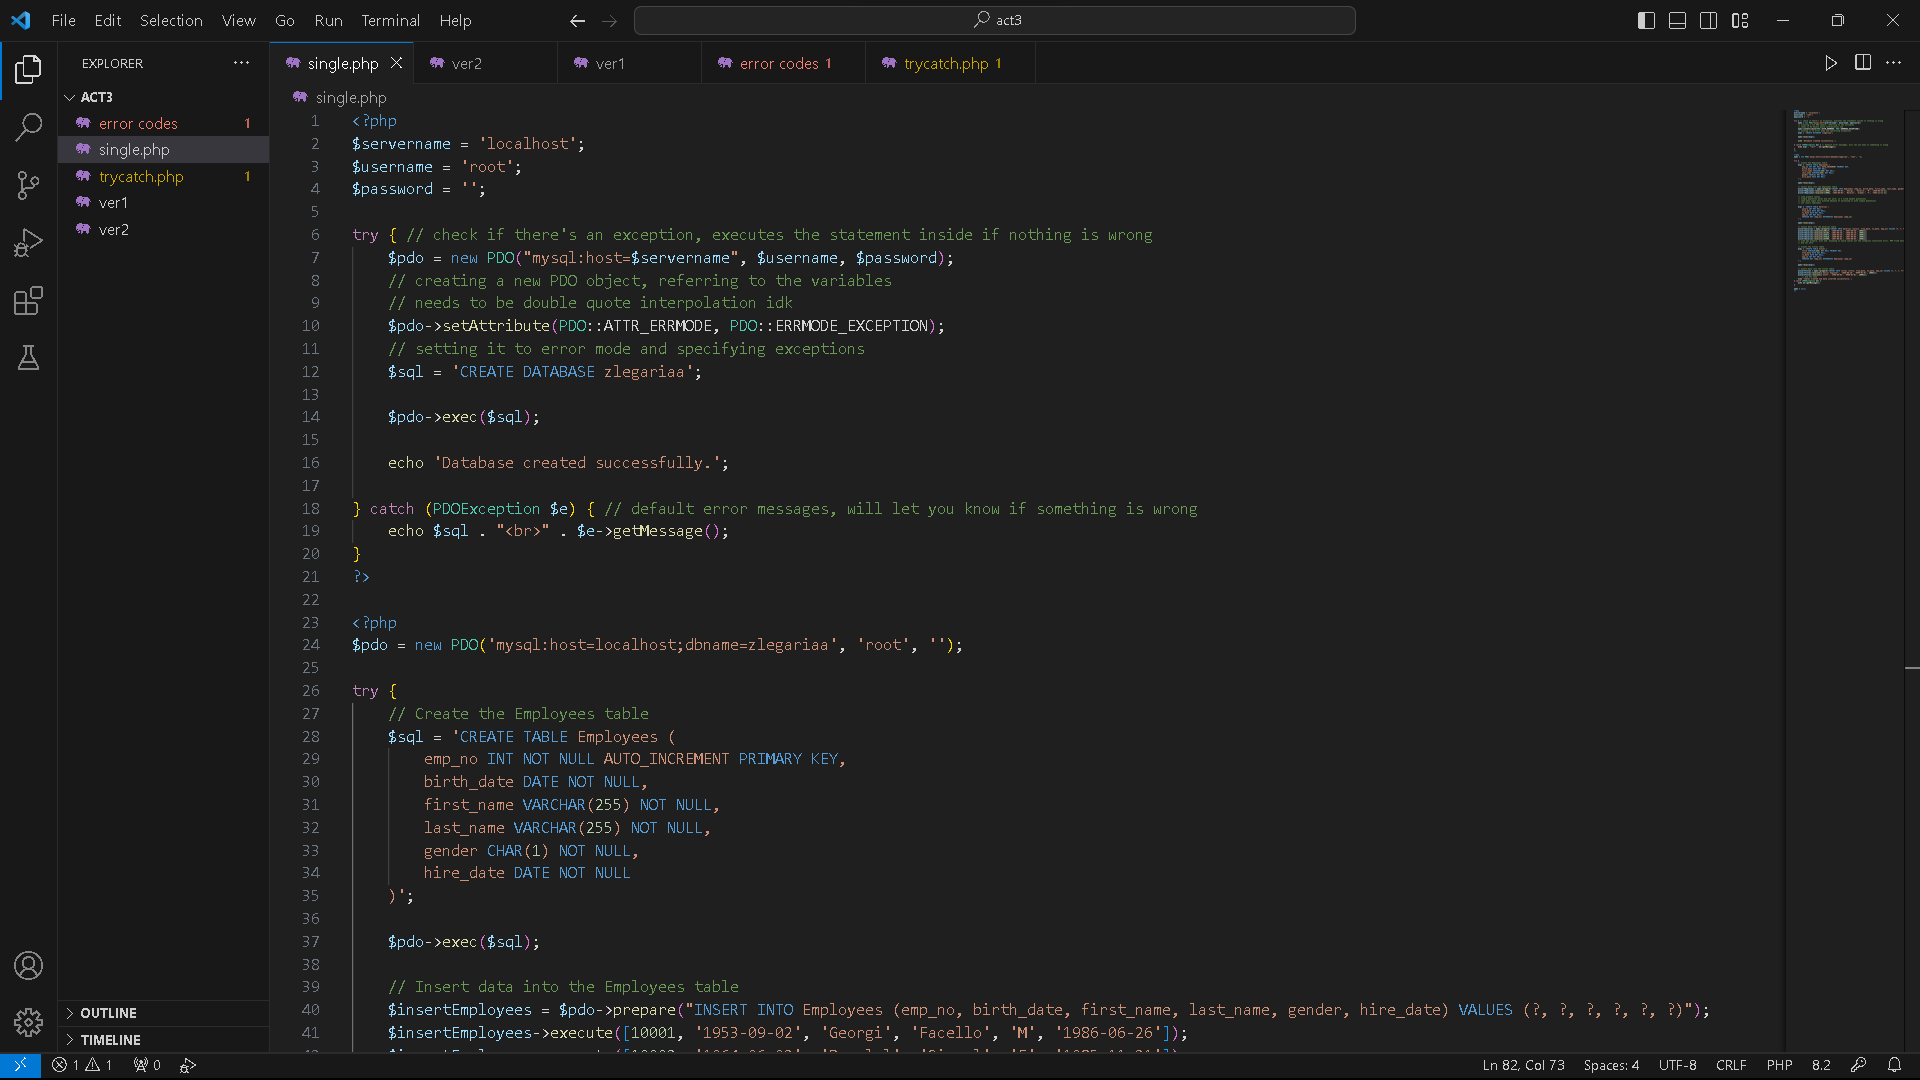 File Edit Selection View Go Run Terminal Help act3
EXPLORER
ACT3
error codes 1
single.php
trycatch.php 1
ver1
ver2
OUTLINE
TIMELINE
single.php ver2 ver1 error codes 1 trycatch.php 1
single.php
1 <?php
2 $servername = 'localhost';
3 $username = 'root';
4 $password = '';
5
6 try { // check if there's an exception, executes the statement inside if nothing is wrong
7 $pdo = new PDO("mysql:host=$servername", $username, $password);
8 // creating a new PDO object, referring to the variables
9 // needs to be double quote interpolation idk
10 $pdo->setAttribute(PDO::ATTR_ERRMODE, PDO::ERRMODE_EXCEPTION);
11 // setting it to error mode and specifying exceptions
12 $sql = 'CREATE DATABASE zlegariaa';
13
14 $pdo->exec($sql);
15
16 echo 'Database created successfully.';
17
18 } catch (PDOException $e) { // default error messages, will let you know if something is wrong
19 echo $sql . "<br>" . $e->getMessage();
20 }
21 ?>
22
23 <?php
24 $pdo = new PDO('mysql:host=localhost;dbname=zlegariaa', 'root', '');
25
26 try {
27 // Create the Employees table
28 $sql = 'CREATE TABLE Employees (
29 emp_no INT NOT NULL AUTO_INCREMENT PRIMARY KEY,
30 birth_date DATE NOT NULL,
31 first_name VARCHAR(255) NOT NULL,
32 last_name VARCHAR(255) NOT NULL,
33 gender CHAR(1) NOT NULL,
34 hire_date DATE NOT NULL
35 )';
36
37 $pdo->exec($sql);
38
39 // Insert data into the Employees table
40 $insertEmployees = $pdo->prepare("INSERT INTO Employees (emp_no, birth_date, first_name, last_name, gender, hire_date) VALUES (?, ?, ?, ?, ?, ?)");
41 $insertEmployees->execute([10001, '1953-09-02', 'Georgi', 'Facello', 'M', '1986-06-26']);
1 1 0
Ln 82, Col 73 Spaces: 4 UTF-8 CRLF PHP 8.2